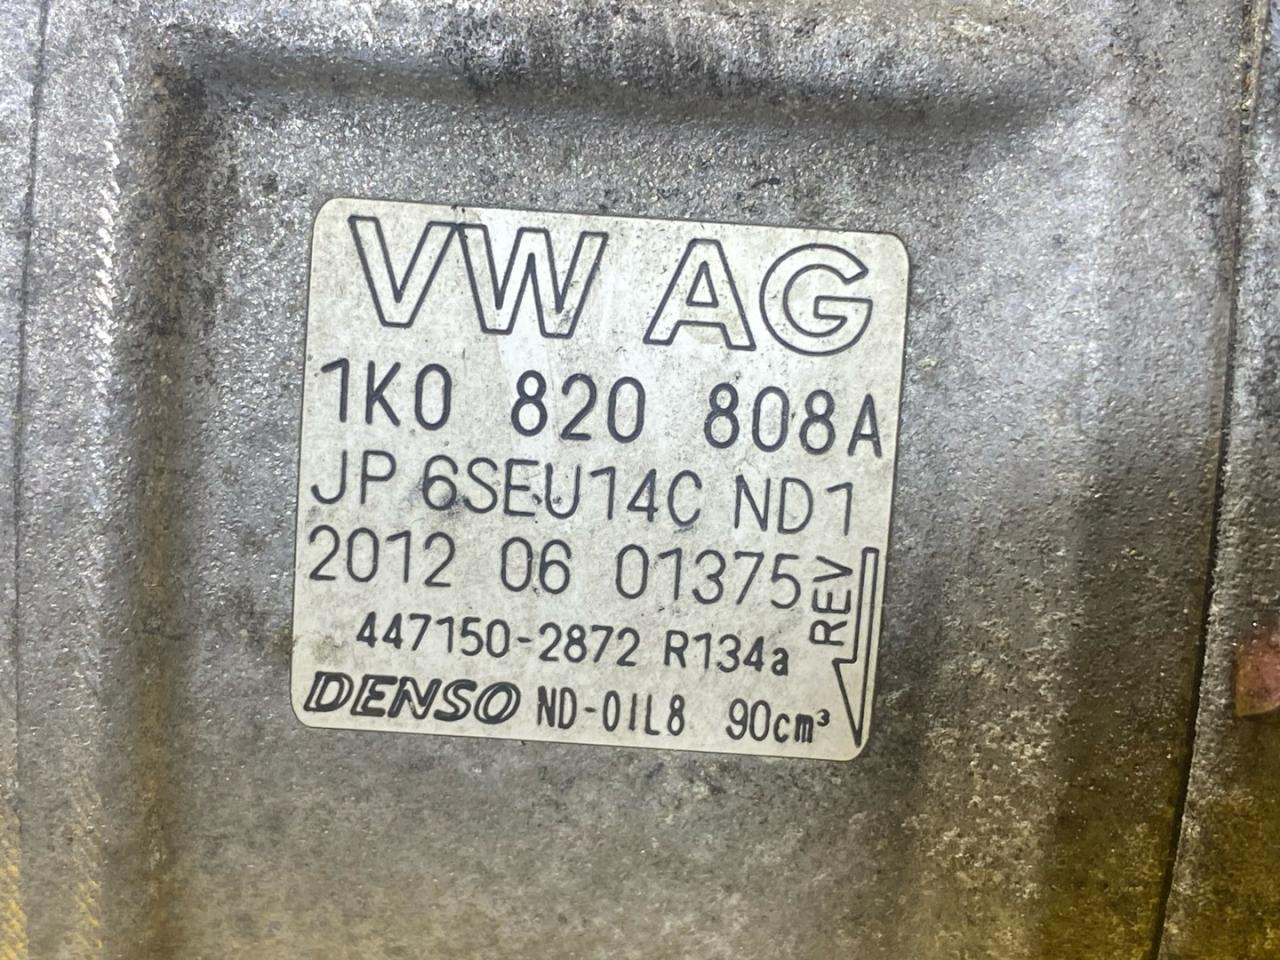 VW AG
1K0 820 808A
JP 6SEU14C ND1
2012 06 01375
REV
447150-2872 R134a
DENSO ND-OIL8 90cm³